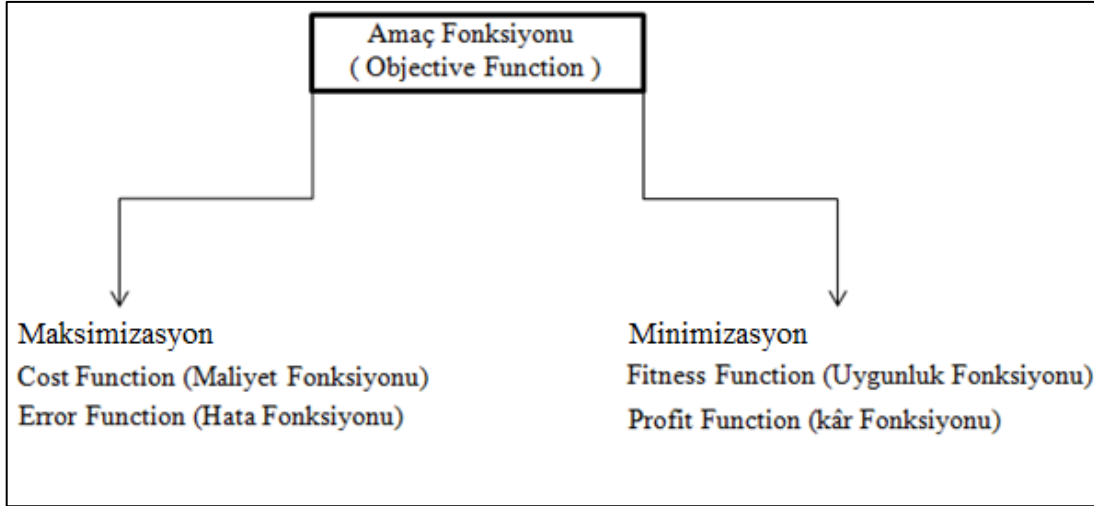 Amaç Fonksiyonu
( Objective Function )
Maksimizasyon
Cost Function (Maliyet Fonksiyonu)
Error Function (Hata Fonksiyonu)
Minimizasyon
Fitness Function (Uygunluk Fonksiyonu)
Profit Function (kâr Fonksiyonu)